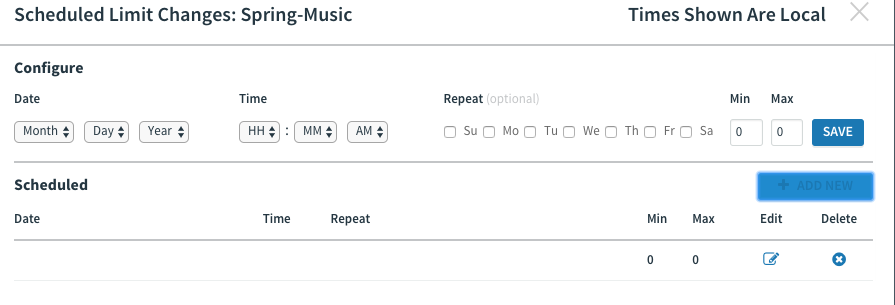 Scheduled Limit Changes: Spring-Music Times Shown Are Local
Configure
Date Time Repeat (optional) Min Max
Month Day Year HH : MM AM Su Mo Tu We Th Fr Sa 0 0 SAVE
Scheduled + ADD NEW
Date Time Repeat Min Max Edit Delete
0 0